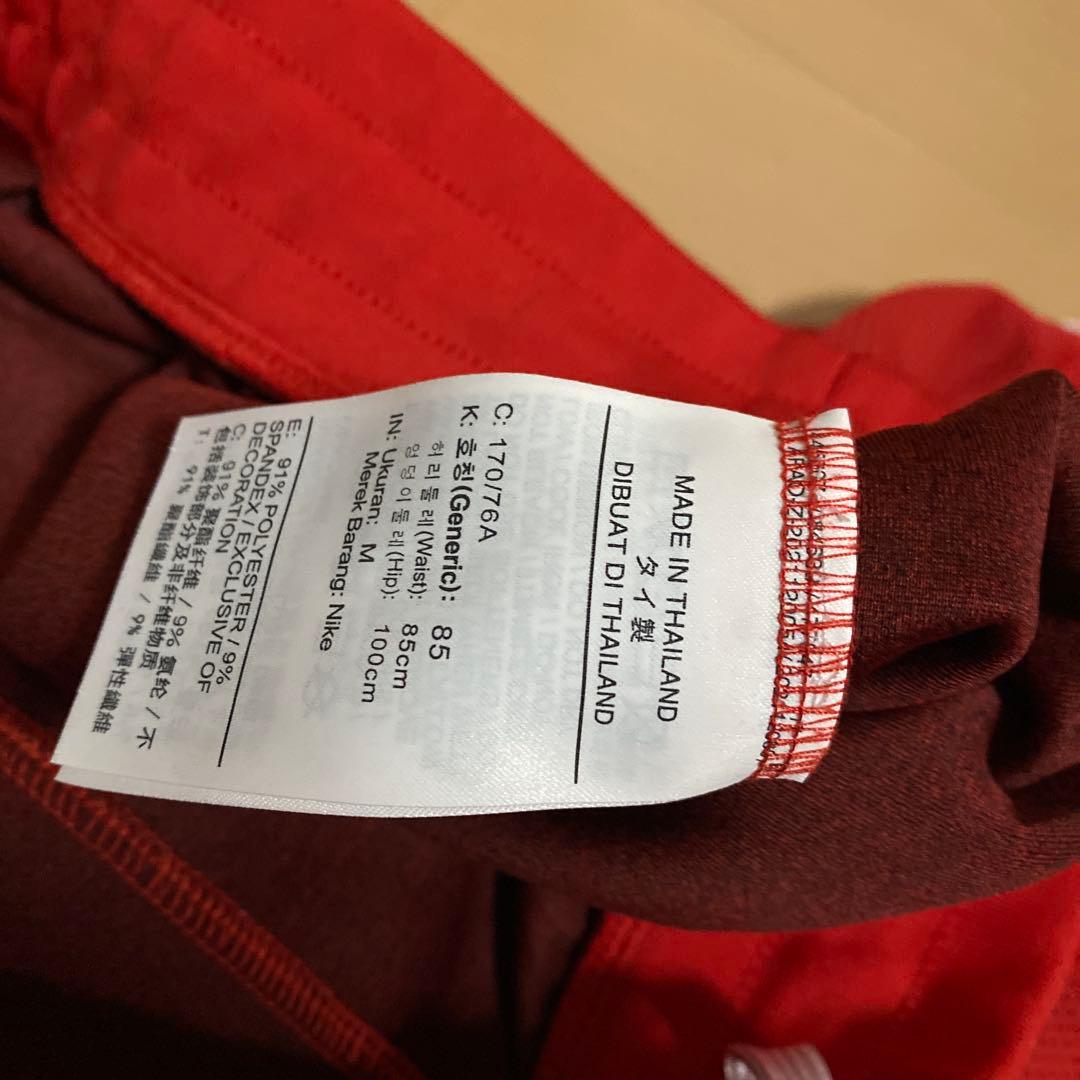 MADE IN THAILAND
タイ製
DIBUAT DI THAILAND
C: 170/76A
K: 호칭(Generic): 85
허리둘레(Waist): 85cm
엉덩이둘레(Hip): 100cm
IN: Ukuran: M
Merek Barang: Nike
E: 91% POLYESTER / 9%
SPANDEX / EXCLUSIVE OF
DECORATION
C: 91% 聚酯纤维 / 9% 氨纶 / 不
包括装饰部分及非纤维物质
T: 91% 聚酯纖維 / 9% 彈性纖維